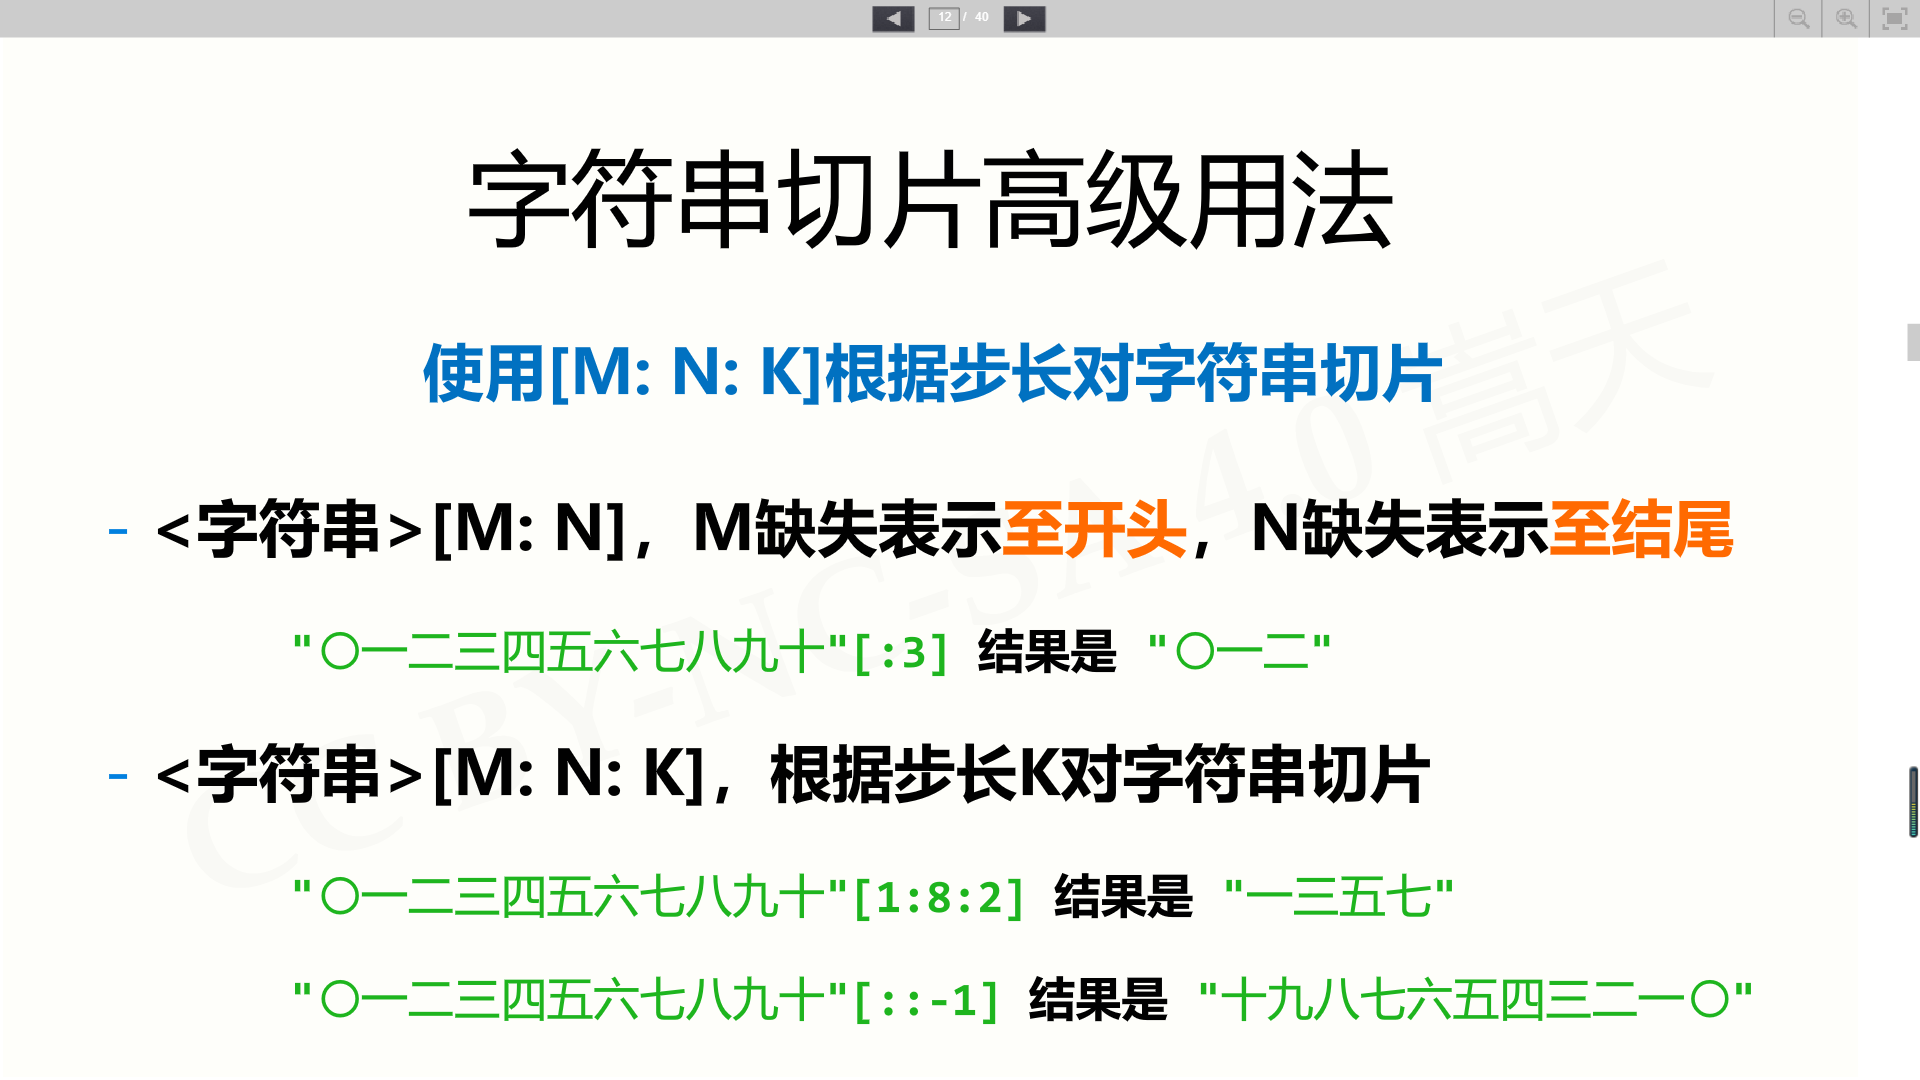 12 / 40
字符串切片高级用法
使用[M: N: K]根据步长对字符串切片
- <字符串>[M: N]，M缺失表示至开头，N缺失表示至结尾
"〇一二三四五六七八九十"[:3] 结果是 "〇一二"
- <字符串>[M: N: K]，根据步长K对字符串切片
"〇一二三四五六七八九十"[1:8:2] 结果是 "一三五七"
"〇一二三四五六七八九十"[::-1] 结果是 "十九八七六五四三二一〇"
CC BY-NC-SA 4.0 嵩天